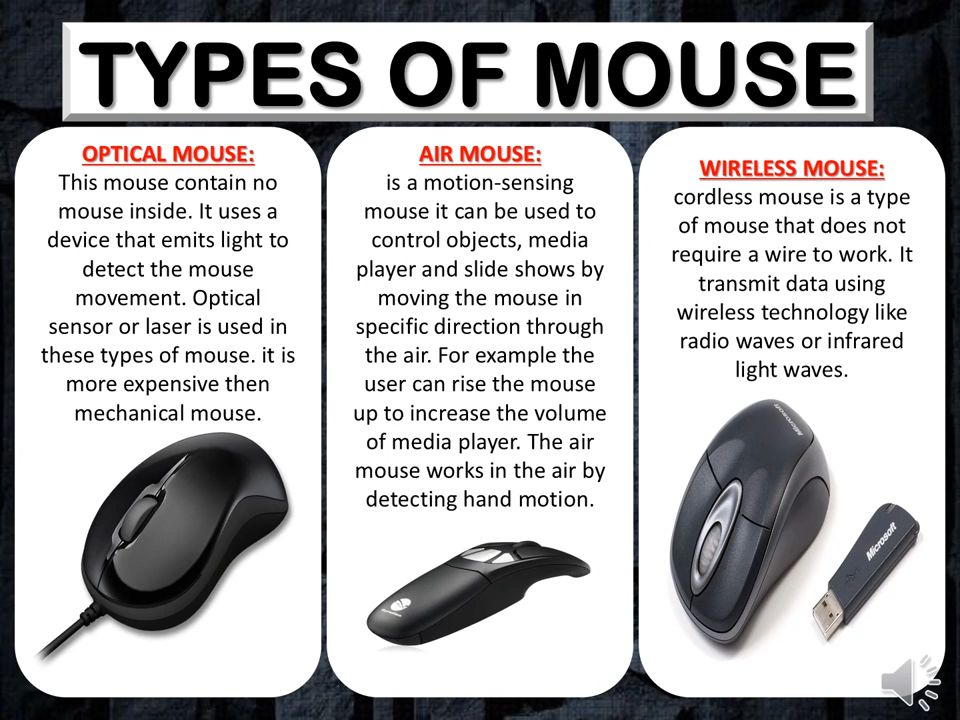 TYPES OF MOUSE
OPTICAL MOUSE:
This mouse contain no
mouse inside. It uses a
device that emits light to
detect the mouse
movement. Optical
sensor or laser is used in
these types of mouse. it is
more expensive then
mechanical mouse.
AIR MOUSE:
is a motion-sensing
mouse it can be used to
control objects, media
player and slide shows by
moving the mouse in
specific direction through
the air. For example the
user can rise the mouse
up to increase the volume
of media player. The air
mouse works in the air by
detecting hand motion.
WIRELESS MOUSE:
cordless mouse is a type
of mouse that does not
require a wire to work. It
transmit data using
wireless technology like
radio waves or infrared
light waves.
Microsoft
Microsoft